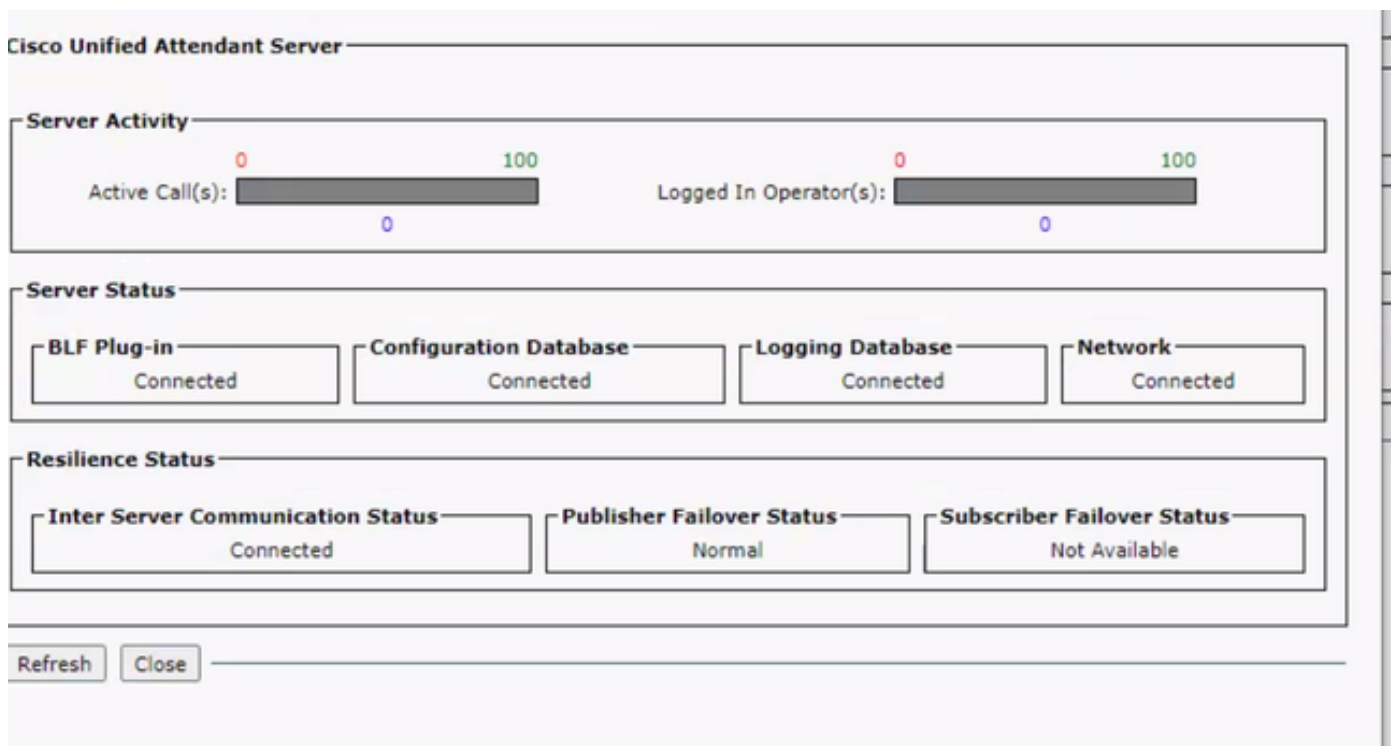 Cisco Unified Attendant Server
Server Activity
0 100 0 100
Active Call(s): Logged In Operator(s):
0 0
Server Status
BLF Plug-in Configuration Database Logging Database Network
Connected Connected Connected Connected
Resilience Status
Inter Server Communication Status Publisher Failover Status Subscriber Failover Status
Connected Normal Not Available
Refresh Close